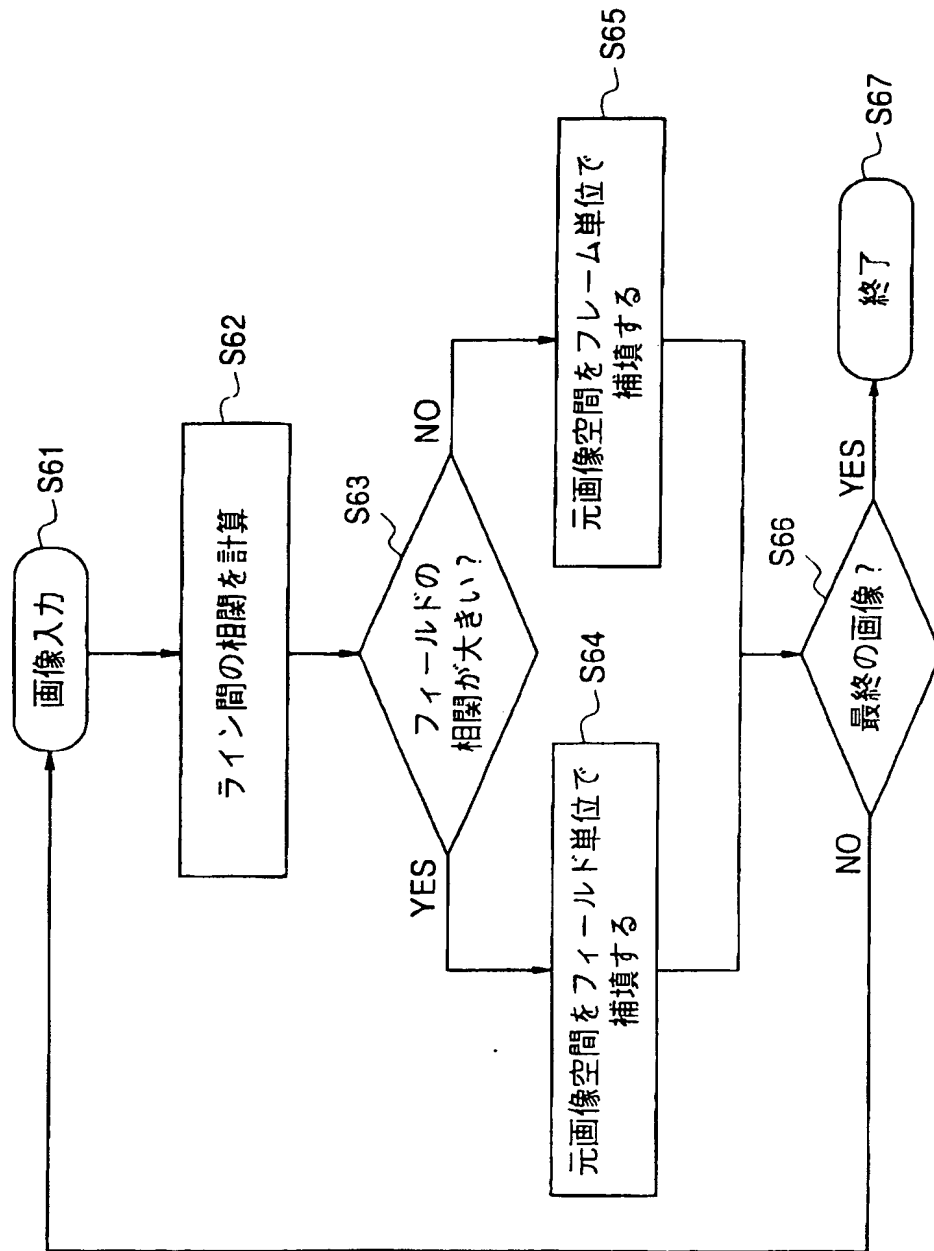 画像入力
S61
ライン間の相関を計算
S62
フィールドの
相関が大きい?
S63
YES
NO
元画像空間をフィールド単位で
補填する
S64
元画像空間をフレーム単位で
補填する
S65
最終の画像?
S66
NO
YES
終了
S67